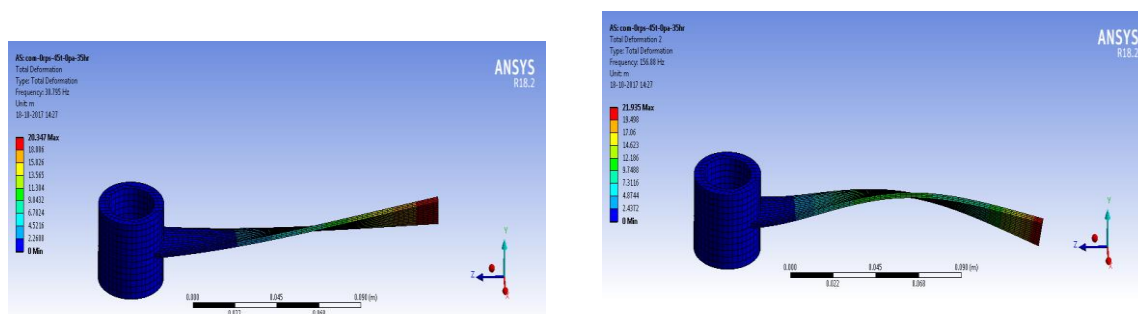 AS: com-0rps-45t-0pa-35hr
Total Deformation
Type: Total Deformation
Frequency: 38.795 Hz
Unit: m
10-10-2017 14:27
ANSYS
R18.2
20.347 Max
15.826
13.565
11.304
9.0432
6.7824
4.5216
2.2608
0 Min
0.000
0.045
0.090 (m)
0.022
0.068
Z
Y
X
AS: com-0rps-45t-0pa-35hr
Total Deformation 2
Type: Total Deformation
Frequency: 156.08 Hz
Unit: m
10-10-2017 14:27
ANSYS
R18.2
21.935 Max
19.498
17.06
14.623
12.186
9.7488
7.3116
4.8744
2.4372
0 Min
0.000
0.045
0.090 (m)
0.022
0.068
Z
Y
X